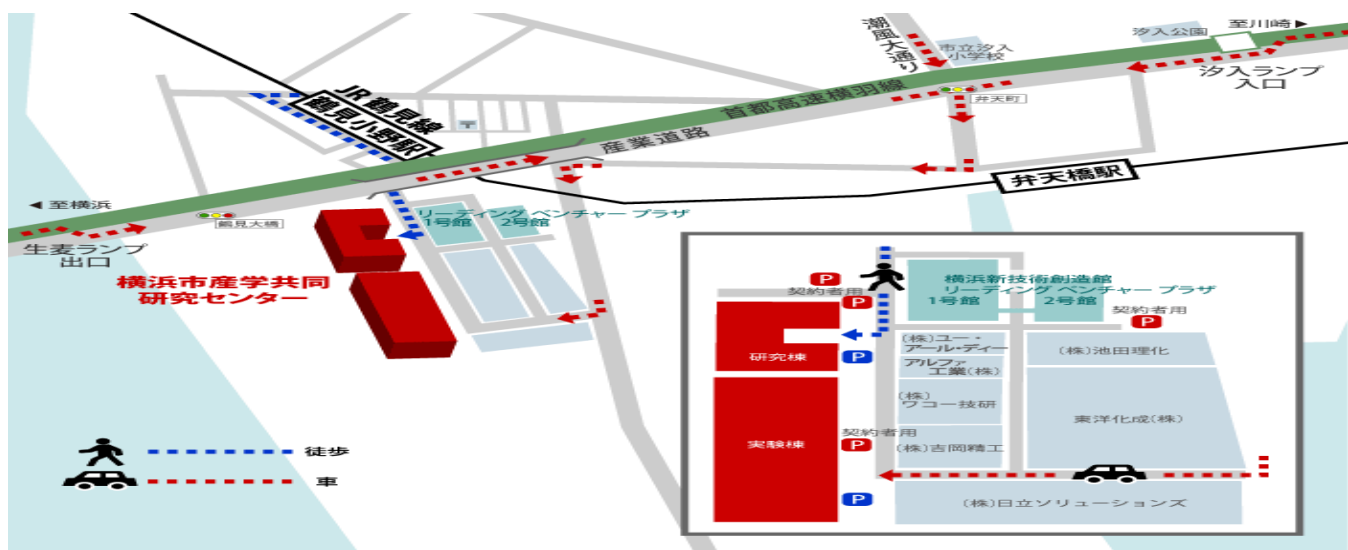 至川崎▶
汐入公園
潮風大通り
市立汐入
小学校
汐入ランプ
入口
首都高速横羽線
弁天町
産業道路
JR 鶴見線
鶴見小野駅
〒
弁天橋駅
◀至横浜
鶴見大橋
生麦ランプ
出口
リーディング ベンチャー プラザ
1号館
2号館
横浜市産学共同
研究センター
徒歩
車
横浜新技術創造館
リーディング ベンチャー プラザ
1号館
2号館
P
契約者用
P
契約者用
P
研究棟
P
(株)ユー・
アール・ディー
(株)池田理化
アルファ
工業(株)
(株)
ワコー技研
東洋化成(株)
契約者用
P
実験棟
(株)吉岡精工
P
(株)日立ソリューションズ